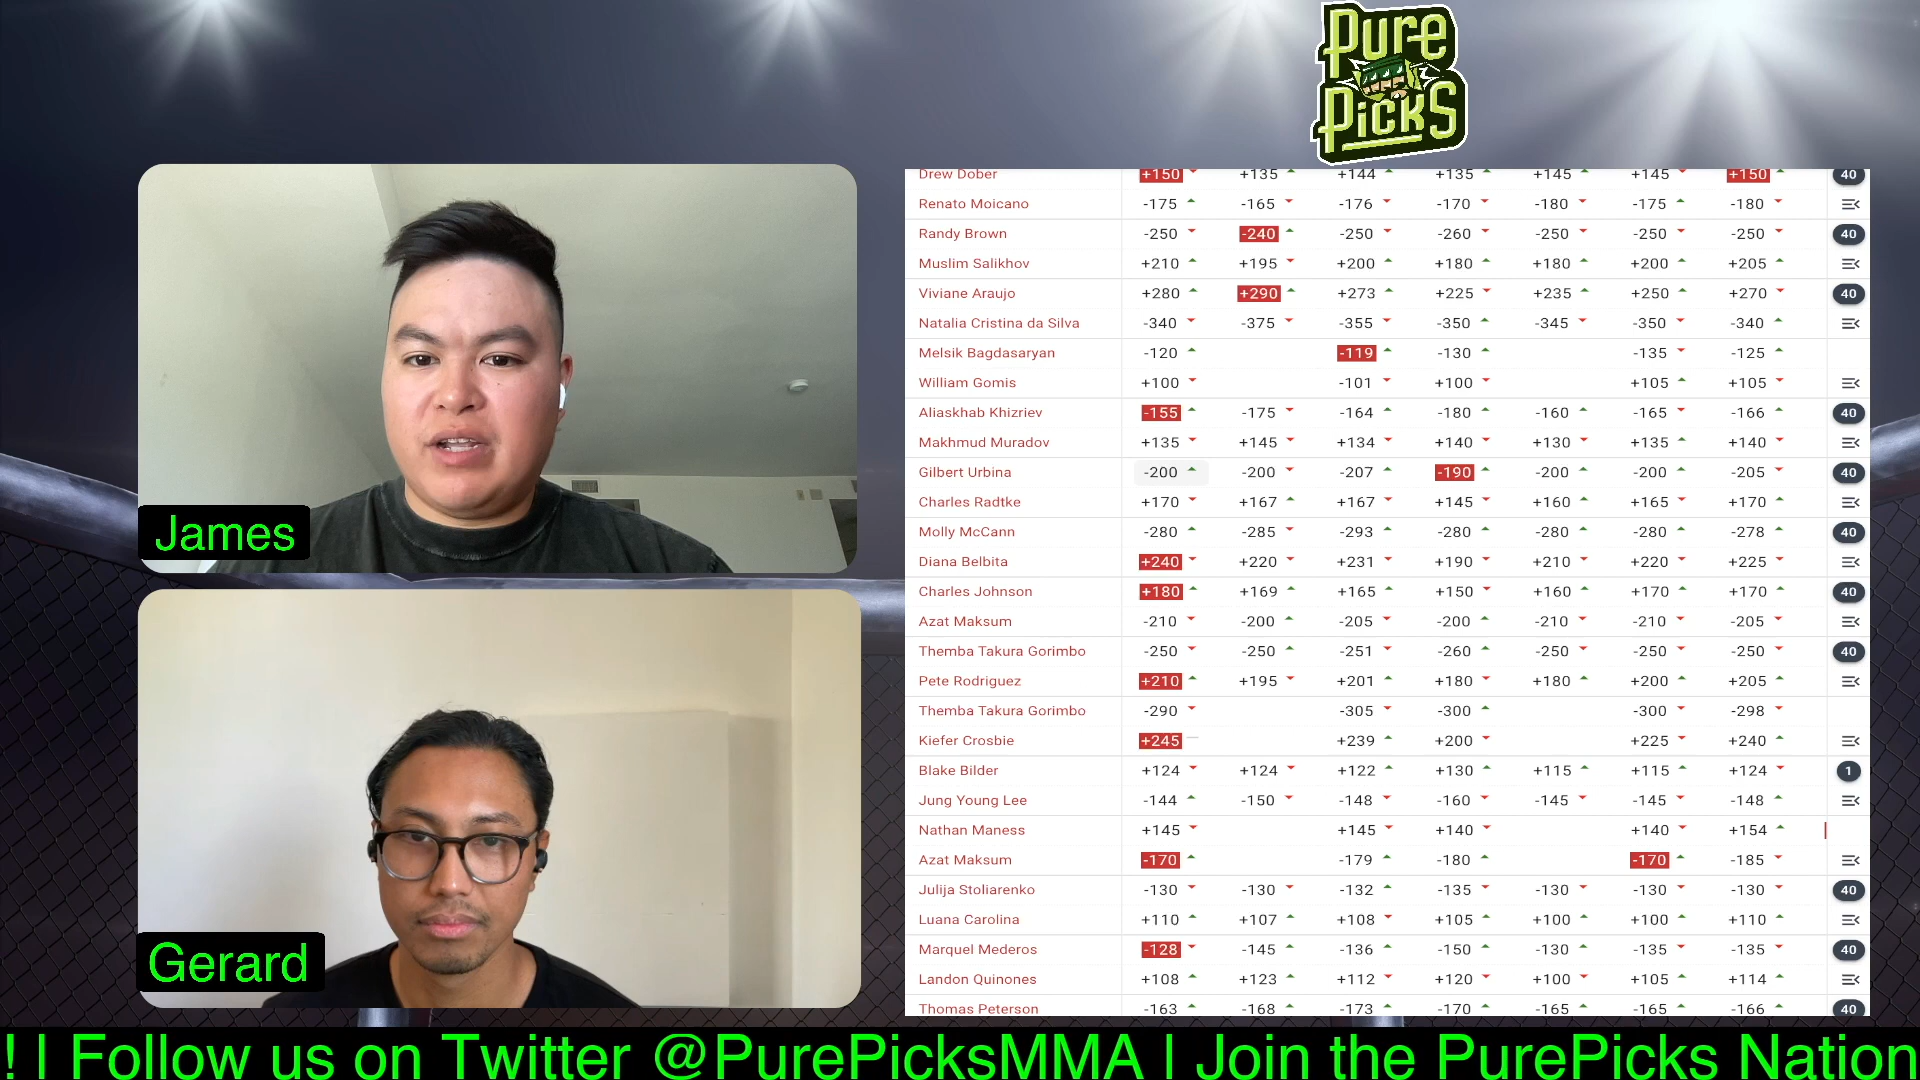 Pure
Picks
James
Gerard
Drew Dober +150 +135 +144 +135 +145 +145 +150 40
Renato Moicano -175 -165 -176 -170 -180 -175 -180
Randy Brown -250 -240 -250 -260 -250 -250 -250 40
Muslim Salikhov +210 +195 +200 +180 +180 +200 +205
Viviane Araujo +280 +290 +273 +225 +235 +250 +270 40
Natalia Cristina da Silva -340 -375 -355 -350 -345 -350 -340
Melsik Bagdasaryan -120 -119 -130 -135 -125
William Gomis +100 -101 +100 +105 +105
Aliaskhab Khizriev -155 -175 -164 -180 -160 -165 -166 40
Makhmud Muradov +135 +145 +134 +140 +130 +135 +140
Gilbert Urbina -200 -200 -207 -190 -200 -200 -205 40
Charles Radtke +170 +167 +167 +145 +160 +165 +170
Molly McCann -280 -285 -293 -280 -280 -280 -278 40
Diana Belbita +240 +220 +231 +190 +210 +220 +225
Charles Johnson +180 +169 +165 +150 +160 +170 +170 40
Azat Maksum -210 -200 -205 -200 -210 -210 -205
Themba Takura Gorimbo -250 -250 -251 -260 -250 -250 -250 40
Pete Rodriguez +210 +195 +201 +180 +180 +200 +205
Themba Takura Gorimbo -290 -305 -300 -300 -298
Kiefer Crosbie +245 +239 +200 +225 +240
Blake Bilder +124 +124 +122 +130 +115 +115 +124 1
Jung Young Lee -144 -150 -148 -160 -145 -145 -148
Nathan Maness +145 +145 +140 +140 +154
Azat Maksum -170 -179 -180 -170 -185
Julija Stoliarenko -130 -130 -132 -135 -130 -130 -130 40
Luana Carolina +110 +107 +108 +105 +100 +100 +110
Marquel Mederos -128 -145 -136 -150 -130 -135 -135 40
Landon Quinones +108 +123 +112 +120 +100 +105 +114
Thomas Peterson -163 -168 -173 -170 -165 -165 -166 40
! | Follow us on Twitter @PurePicksMMA | Join the PurePicks Nation